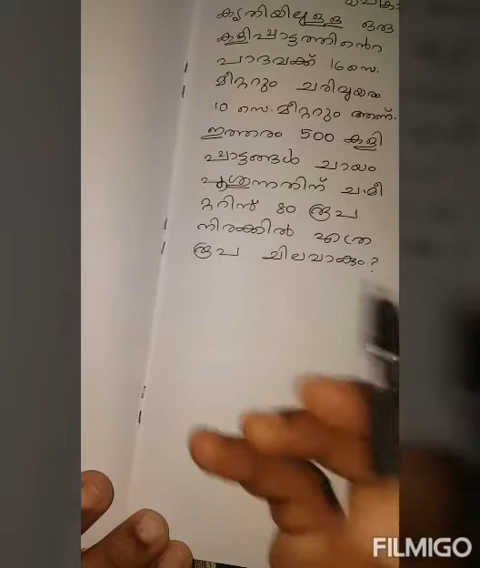 കൃതിയിലുള്ള ഒരു
കളിപ്പാട്ടത്തിൻെറ
പാദവക്ക് 16 സെ.
മീറ്ററും ചരിവുയരം
10 സെ.മീറ്ററും ആണ്.
ഇത്തരം 500 കളി
പ്പാട്ടങ്ങൾ ചായം
പൂശുന്നതിന് ച.മീ
റ്ററിന് 80 രൂപ
നിരക്കിൽ എത്ര
രൂപ ചിലവാകും?
FILMIGO